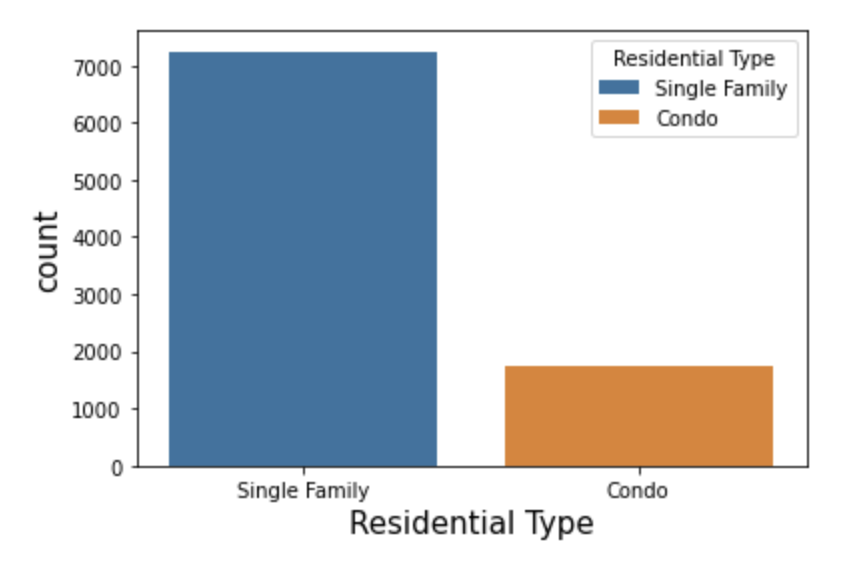 Residential Type
Single Family
Condo
7000
6000
5000
4000
3000
2000
1000
0
count
Single Family
Condo
Residential Type